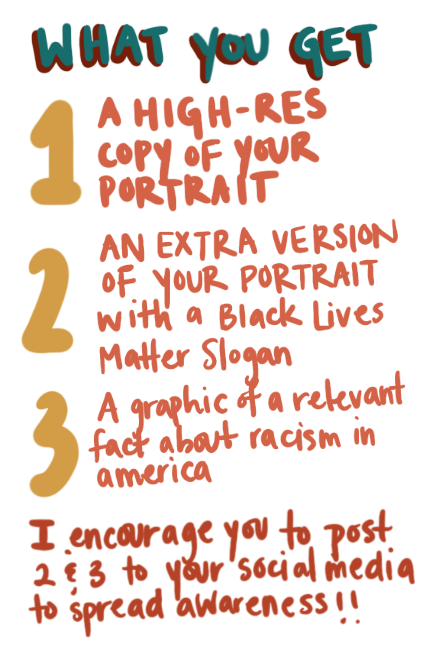 WHAT YOU GET
1 A HIGH-RES
COPY OF YOUR
PORTRAIT
2 AN EXTRA VERSION
OF YOUR PORTRAIT
with a Black Lives
Matter Slogan
3 A graphic of a relevant
fact about racism in
america
I encourage you to post
2 & 3 to your social media
to spread awareness!!